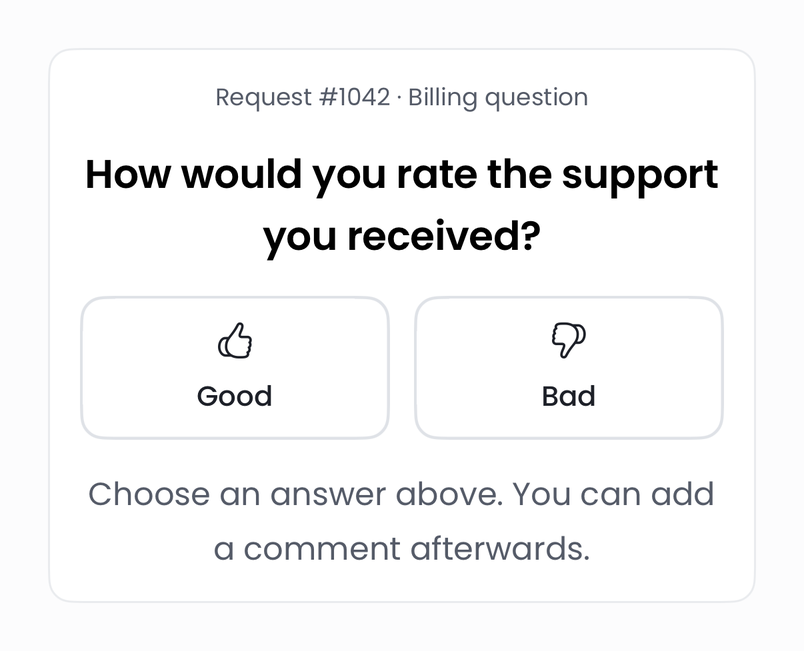 Request #1042 · Billing question
How would you rate the support
you received?
Good
Bad
Choose an answer above. You can add
a comment afterwards.